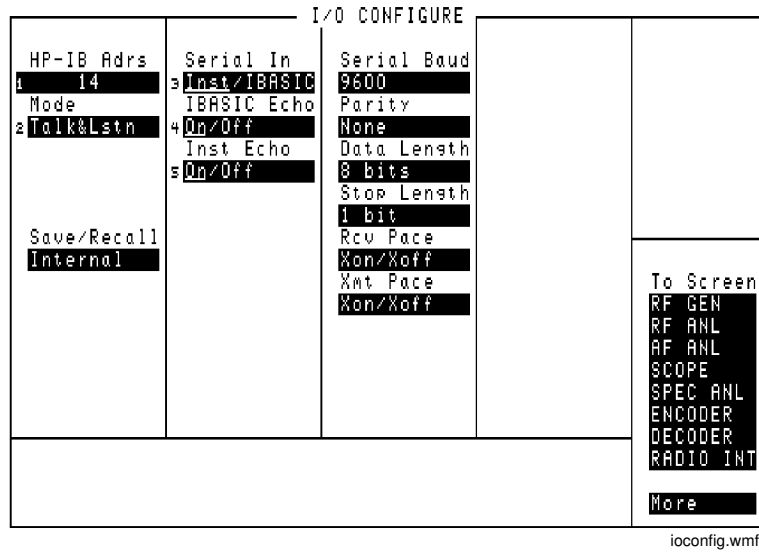 I/O CONFIGURE
HP-IB Adrs
1 14
Mode
2 Talk&Lstn
Save/Recall
Internal
Serial In
3 Inst/IBASIC
IBASIC Echo
4 On/Off
Inst Echo
5 On/Off
Serial Baud
9600
Parity
None
Data Length
8 bits
Stop Length
1 bit
Rcv Pace
Xon/Xoff
Xmt Pace
Xon/Xoff
To Screen
RF GEN
RF ANL
AF ANL
SCOPE
SPEC ANL
ENCODER
DECODER
RADIO INT
More
ioconfig.wmf